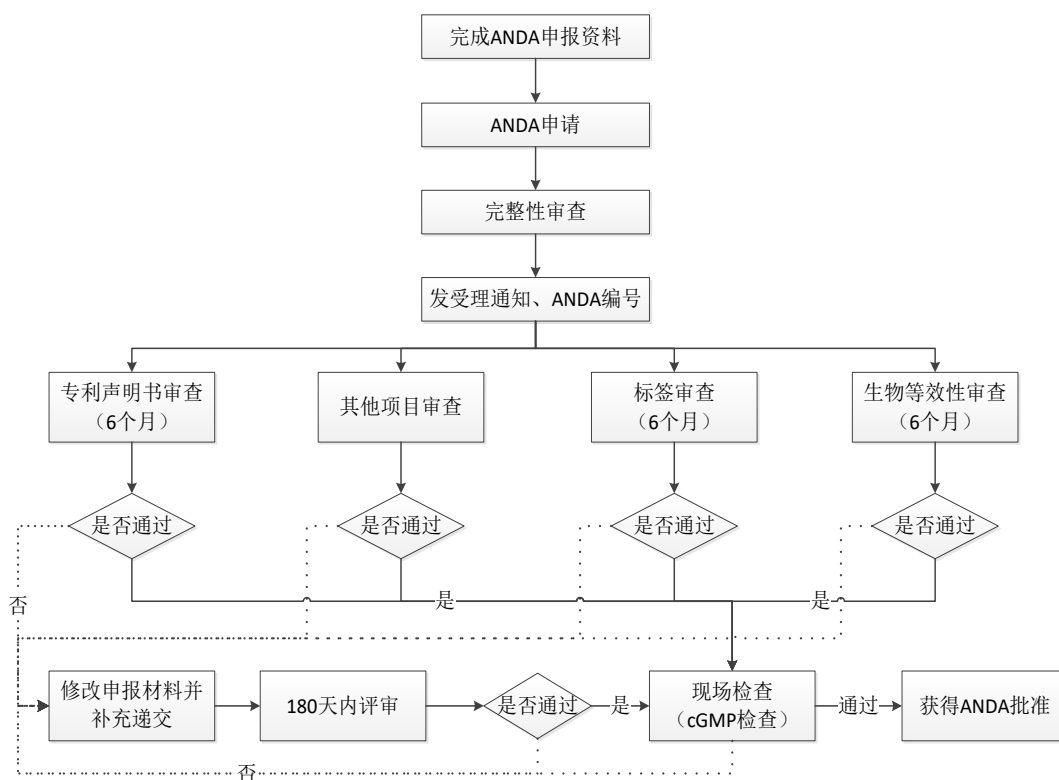 完成ANDA申报资料
ANDA申请
完整性审查
发受理通知、ANDA编号
专利声明书审查
（6个月）
其他项目审查
标签审查
（6个月）
生物等效性审查
（6个月）
是否通过
是否通过
是否通过
是否通过
否
是
是
修改申报材料并
补充递交
180天内评审
是否通过
是
现场检查
（cGMP检查）
通过
获得ANDA批准
否